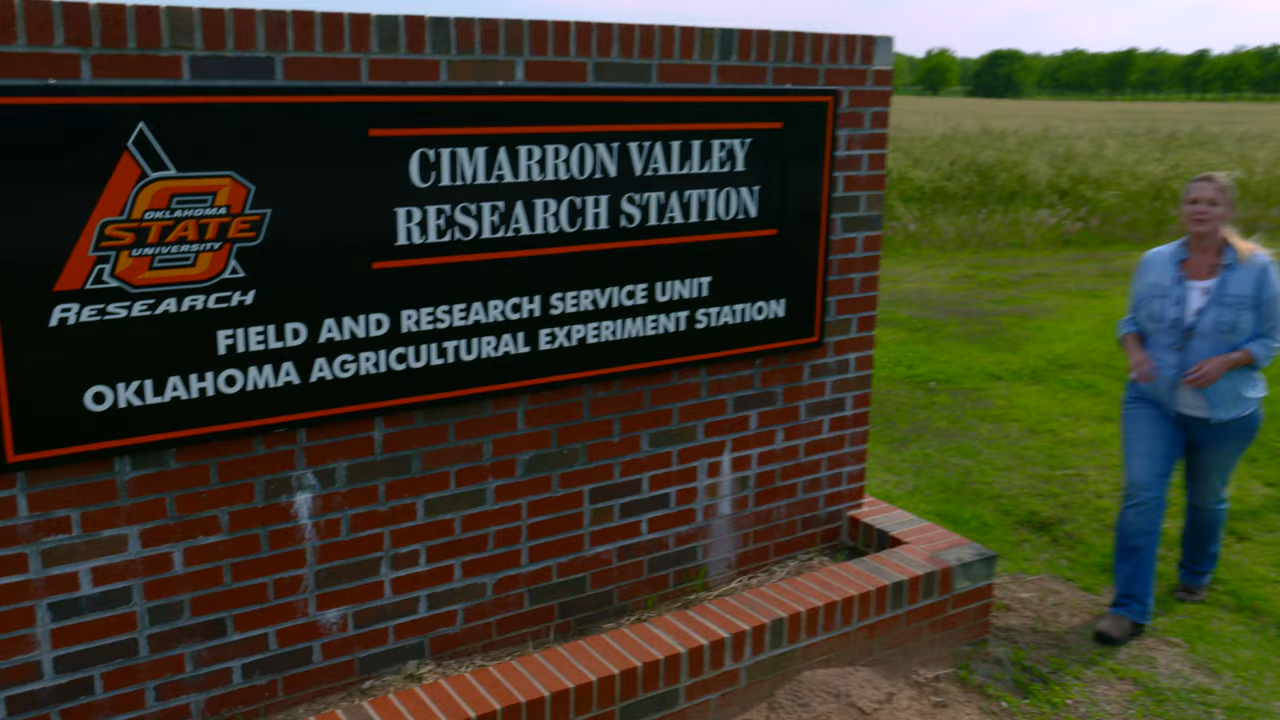 OKLAHOMA
STATE
UNIVERSITY
RESEARCH
CIMARRON VALLEY
RESEARCH STATION
FIELD AND RESEARCH SERVICE UNIT
OKLAHOMA AGRICULTURAL EXPERIMENT STATION